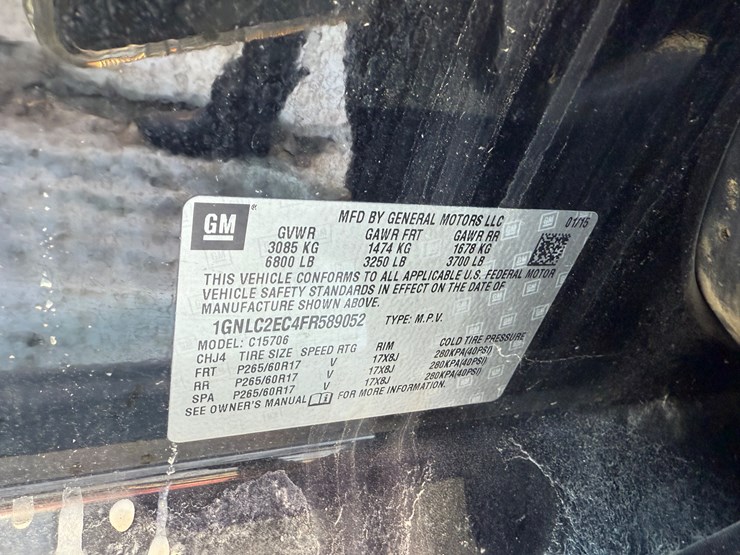 GM
MFD BY GENERAL MOTORS LLC 01/15
GVWR GAWR FRT GAWR RR
3085 KG 1474 KG 1678 KG
6800 LB 3250 LB 3700 LB
THIS VEHICLE CONFORMS TO ALL APPLICABLE U.S. FEDERAL MOTOR
VEHICLE SAFETY STANDARDS IN EFFECT ON THE DATE OF
MANUFACTURE SHOWN ABOVE.
1GNLC2EC4FR589052 TYPE: M.P.V.
MODEL: C15706
CHJ4 TIRE SIZE SPEED RTG RIM COLD TIRE PRESSURE
FRT P265/60R17 V 17X8J 280KPA(40PSI)
RR P265/60R17 V 17X8J 280KPA(40PSI)
SPA P265/60R17 V 17X8J 280KPA(40PSI)
SEE OWNER'S MANUAL FOR MORE INFORMATION.